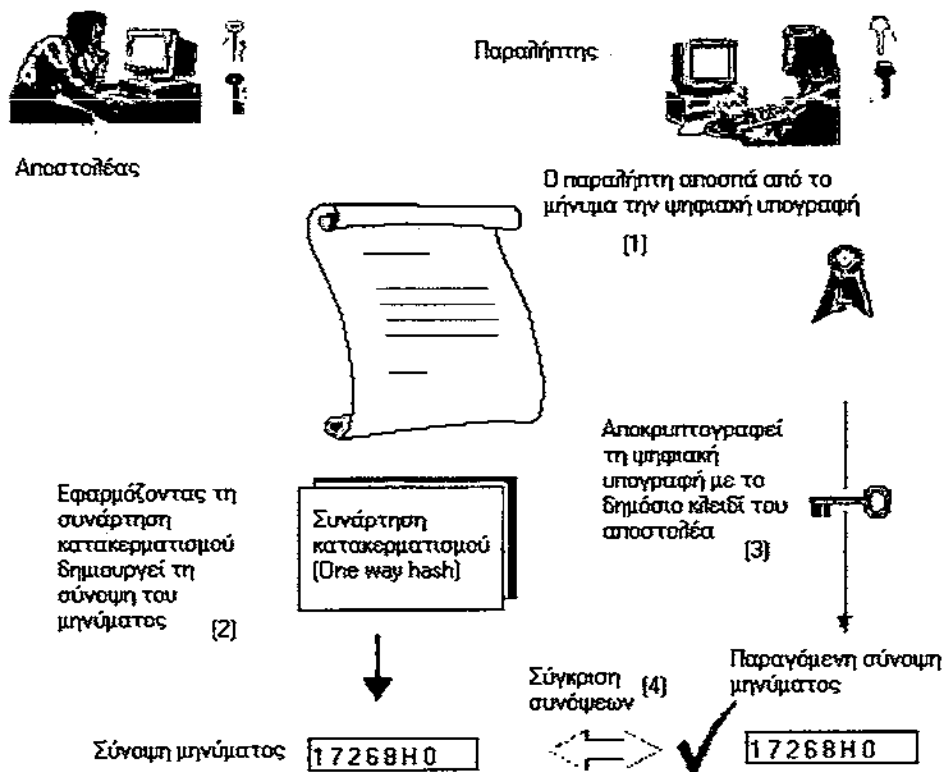 Παραλήπτης
Αποστολέας
Ο παραλήπτη αποσπά από το
μήνυμα την ψηφιακή υπογραφή
[1]
Αποκρυπτογραφεί
τη ψηφιακή
υπογραφή με το
δημόσιο κλειδί του
αποστολέα
[3]
Εφαρμόζοντας τη
συνάρτηση
κατακερματισμού
δημιουργεί τη
σύνοψη του
μηνύματος [2]
Συνάρτηση
κατακερματισμού
(One way hash)
Σύγκριση
συνόψεων [4]
Παραγόμενη σύνοψη
μηνύματος
Σύνοψη μηνύματος 17268H0
17268H0